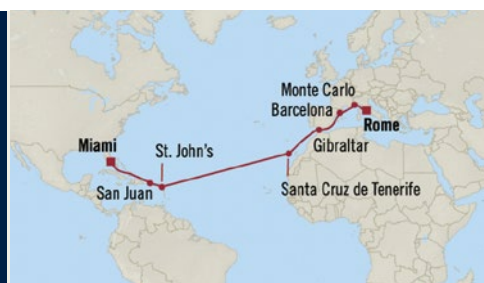 Monte Carlo
Barcelona
Rome
Miami
St. John's
Gibraltar
San Juan
Santa Cruz de Tenerife